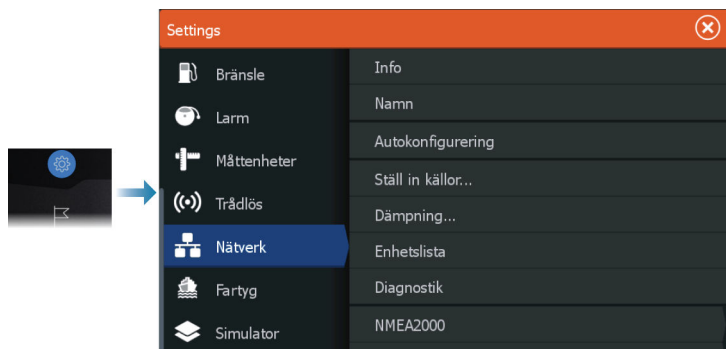 Settings
Bränsle
Larm
Måttenheter
Trådlös
Nätverk
Fartyg
Simulator
Info
Namn
Autokonfigurering
Ställ in källor...
Dämpning...
Enhetslista
Diagnostik
NMEA2000